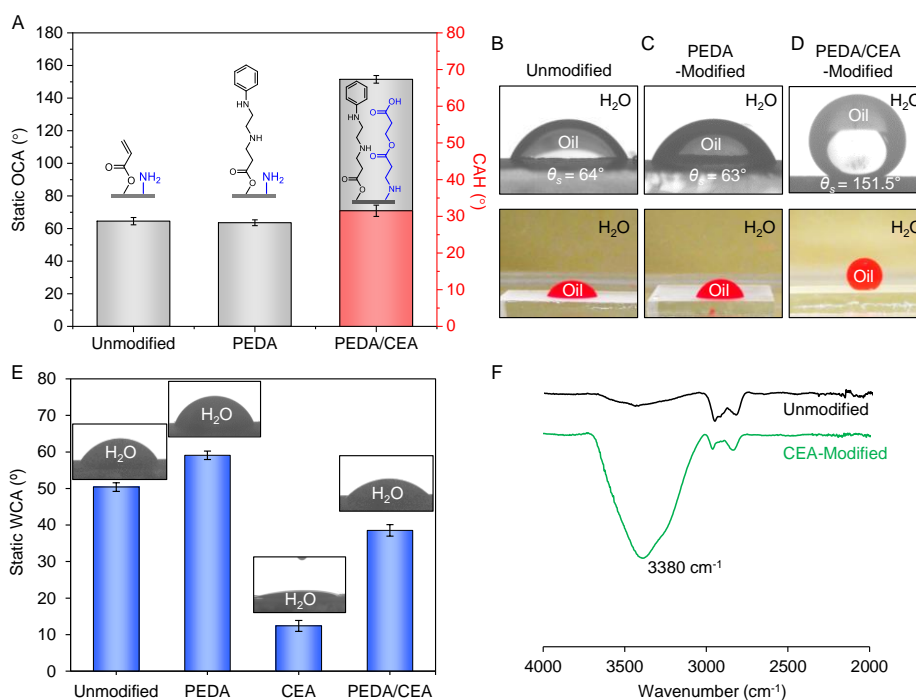 A
180
160
140
120
100
80
60
40
20
0
Static OCA (°)
80
70
60
50
40
30
20
10
0
CAH (°)
O
O
NH2
HN
NH
O
O
NH2
HN
HN
O
O
O
OH
O
O
NH
Unmodified
PEDA
PEDA/CEA
B
Unmodified
H2O
Oil
θs = 64°
H2O
Oil
C
PEDA
-Modified
H2O
Oil
θs = 63°
H2O
Oil
D
PEDA/CEA
-Modified
H2O
Oil
θs = 151.5°
H2O
Oil
E
80
70
60
50
40
30
20
10
0
Static WCA (º)
H2O
H2O
H2O
H2O
Unmodified
PEDA
CEA
PEDA/CEA
F
Unmodified
CEA-Modified
3380 cm-1
4000
3500
3000
2500
2000
Wavenumber (cm-1)